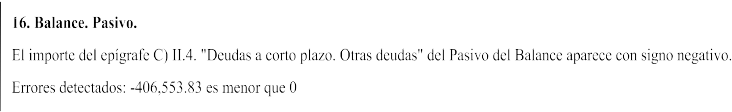 16. Balance. Pasivo.
El importe del epígrafe C) II.4. "Deudas a corto plazo. Otras deudas" del Pasivo del Balance aparece con signo negativo.
Errores detectados: -406,553.83 es menor que 0